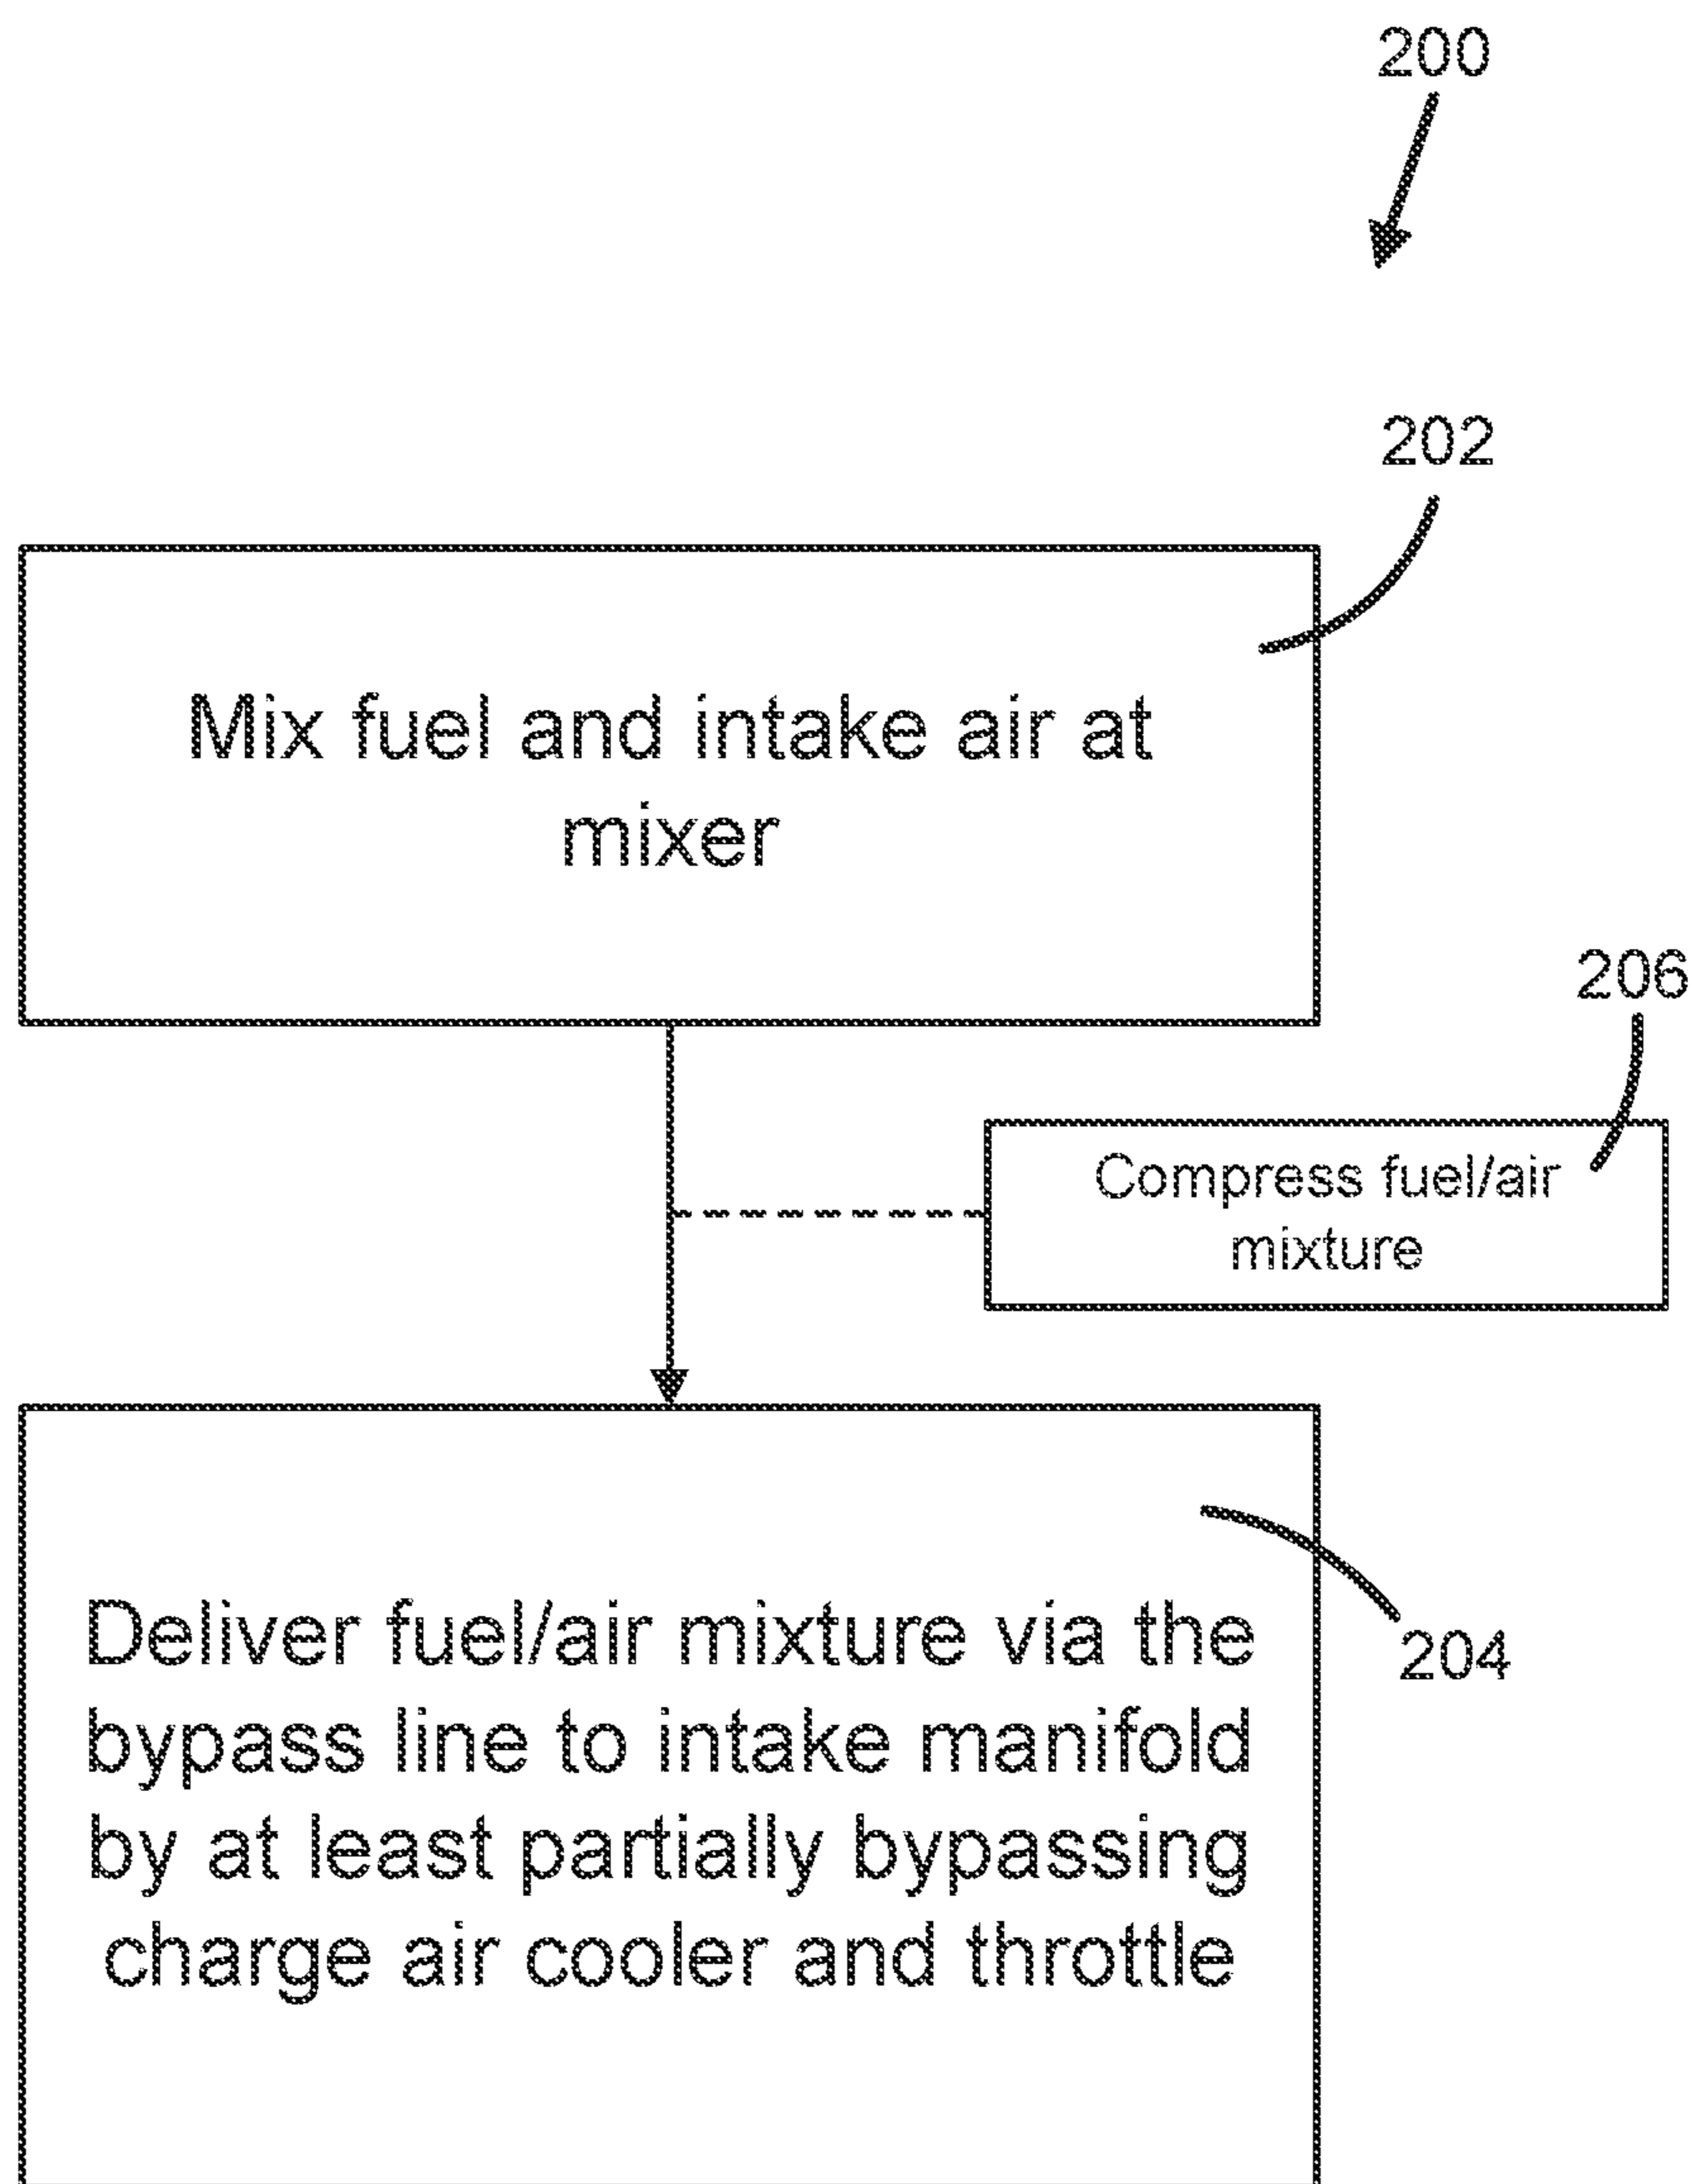 200
202
Mix fuel and intake air at
mixer
206
Compress fuel/air
mixture
Deliver fuel/air mixture via the
bypass line to intake manifold
by at least partially bypassing
charge air cooler and throttle
204